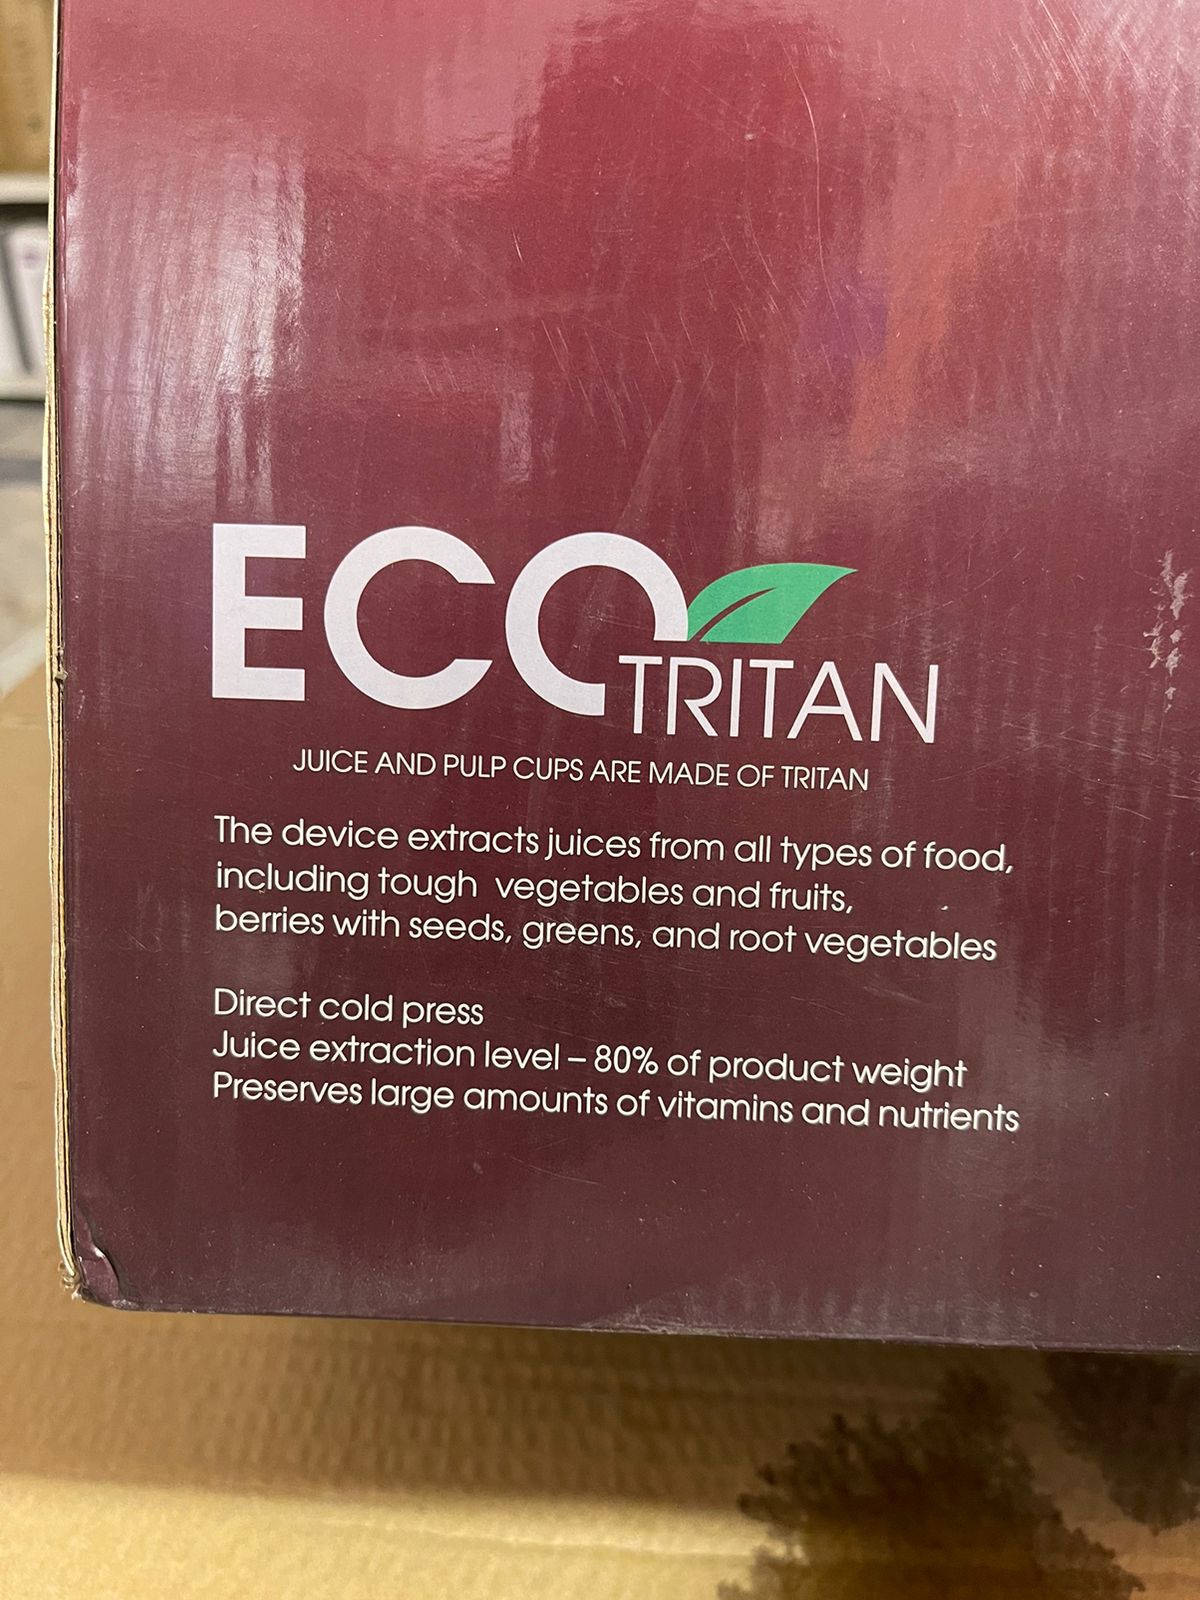 ECO
TRITAN
JUICE AND PULP CUPS ARE MADE OF TRITAN
The device extracts juices from all types of food,
including tough vegetables and fruits,
berries with seeds, greens, and root vegetables
Direct cold press
Juice extraction level – 80% of product weight
Preserves large amounts of vitamins and nutrients